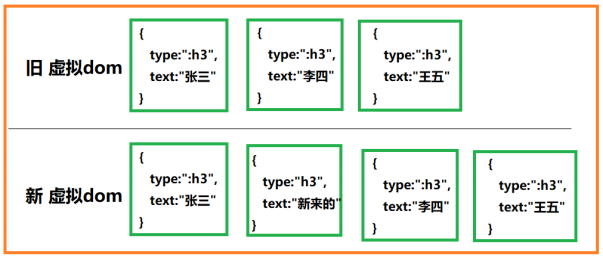 旧 虚拟dom
{
type:":h3",
text:"张三"
}
{
type:":h3",
text:"李四"
}
{
type:":h3",
text:"王五"
}
新 虚拟dom
{
type:":h3",
text:"张三"
}
{
type:"h3",
text:"新来的"
}
{
type:":h3",
text:"李四"
}
{
type:":h3",
text:"王五"
}